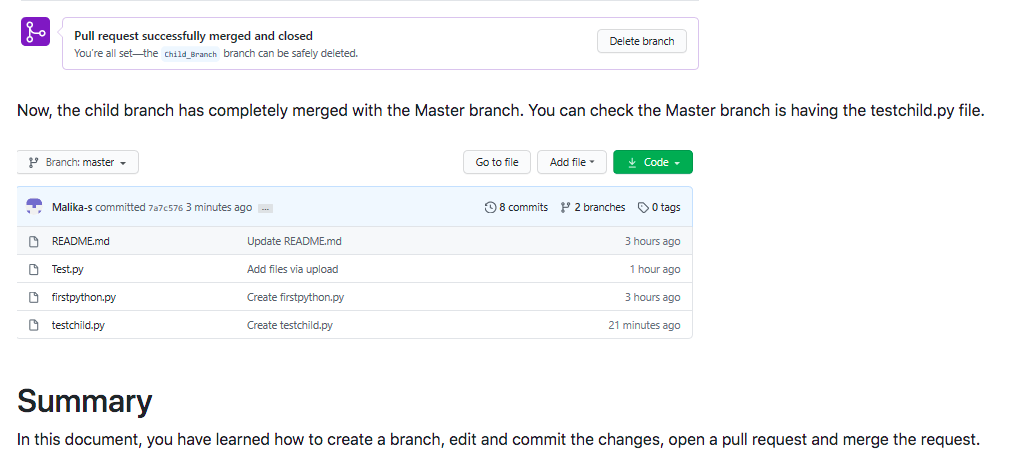 Pull request successfully merged and closed
You're all set—the Child_Branch branch can be safely deleted.
Delete branch
Now, the child branch has completely merged with the Master branch. You can check the Master branch is having the testchild.py file.
Branch: master
Go to file
Add file
Code
Malika-s committed 7a7c576 3 minutes ago ...
8 commits
2 branches
0 tags
README.md Update README.md 3 hours ago
Test.py Add files via upload 1 hour ago
firstpython.py Create firstpython.py 3 hours ago
testchild.py Create testchild.py 21 minutes ago
Summary
In this document, you have learned how to create a branch, edit and commit the changes, open a pull request and merge the request.